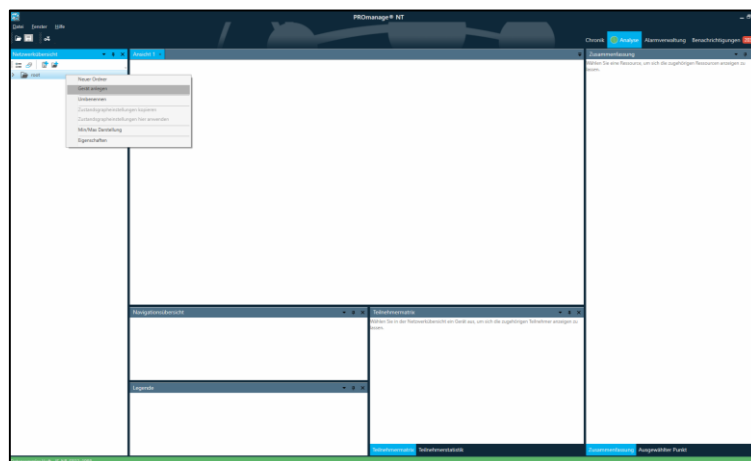 PROmanage® NT
Datei Fenster Hilfe
Chronik Analyse Alarmverwaltung Benachrichtigungen
Netzwerkübersicht
Ansicht 1
Zusammenfassung
Wählen Sie eine Ressource, um sich die zugehörigen Ressourcen anzeigen zu
lassen.
root
Neuer Ordner
Gerät anlegen
Umbenennen
Zustandsgrapheinstellungen kopieren
Zustandsgrapheinstellungen hier anwenden
Min/Max Darstellung
Eigenschaften
Navigationsübersicht
Teilnehmermatrix
Wählen Sie in der Netzwerkübersicht ein Gerät aus, um sich die zugehörigen Teilnehmer anzeigen zu
lassen.
Legende
Teilnehmermatrix Teilnehmerstatistik
Zusammenfassung Ausgewählter Punkt